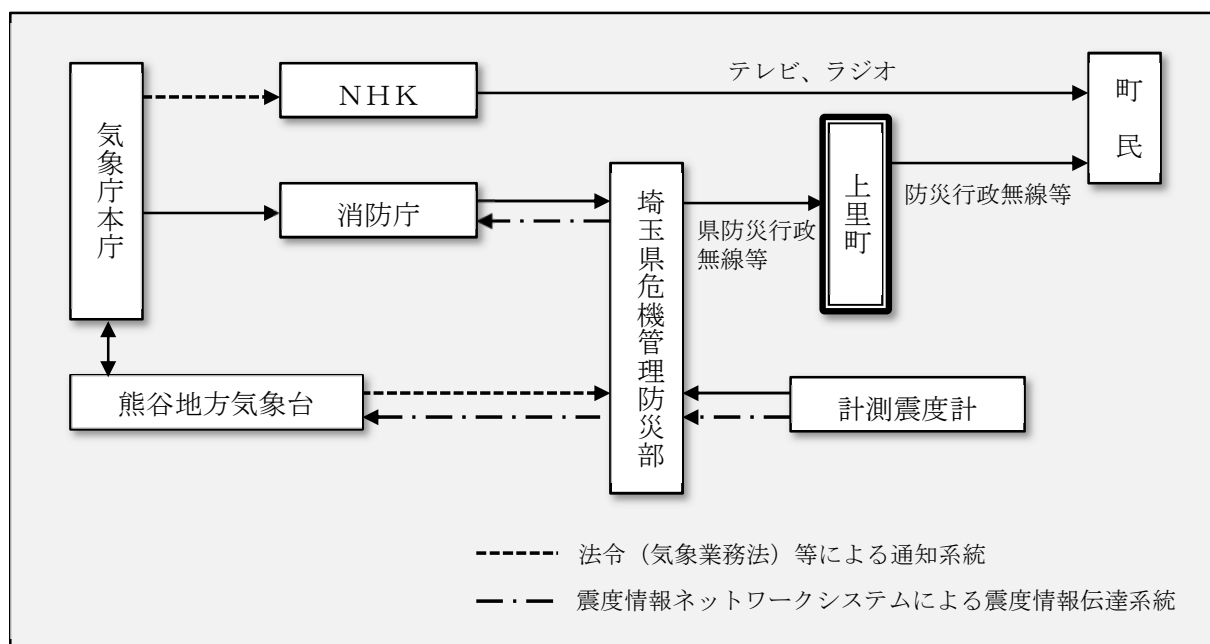 テレビ、ラジオ
NHK
町民
気象庁本庁
上里町
防災行政無線等
消防庁
埼玉県危機管理防災部
県防災行政
無線等
熊谷地方気象台
計測震度計
法令（気象業務法）等による通知系統
震度情報ネットワークシステムによる震度情報伝達系統